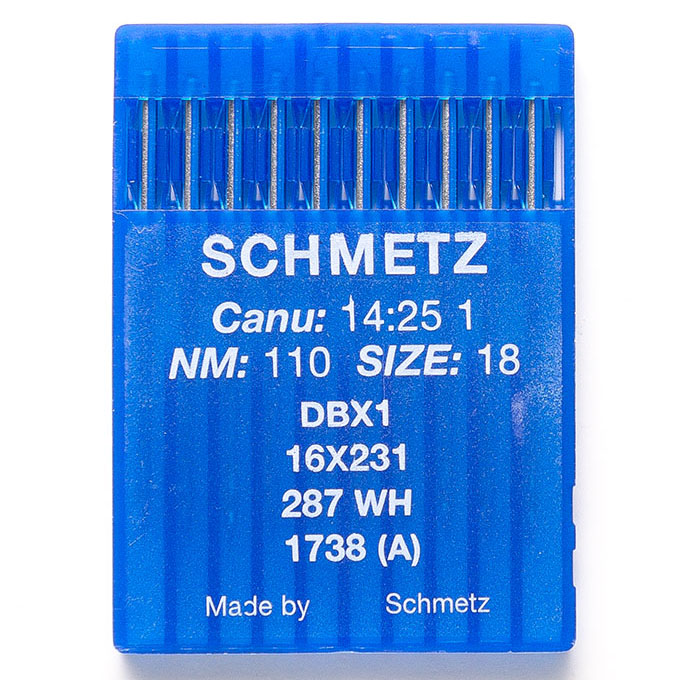 SCHMETZ
Canu: 14:25 1
NM: 110 SIZE: 18
DBX1
16X231
287 WH
1738 (A)
Made by Schmetz